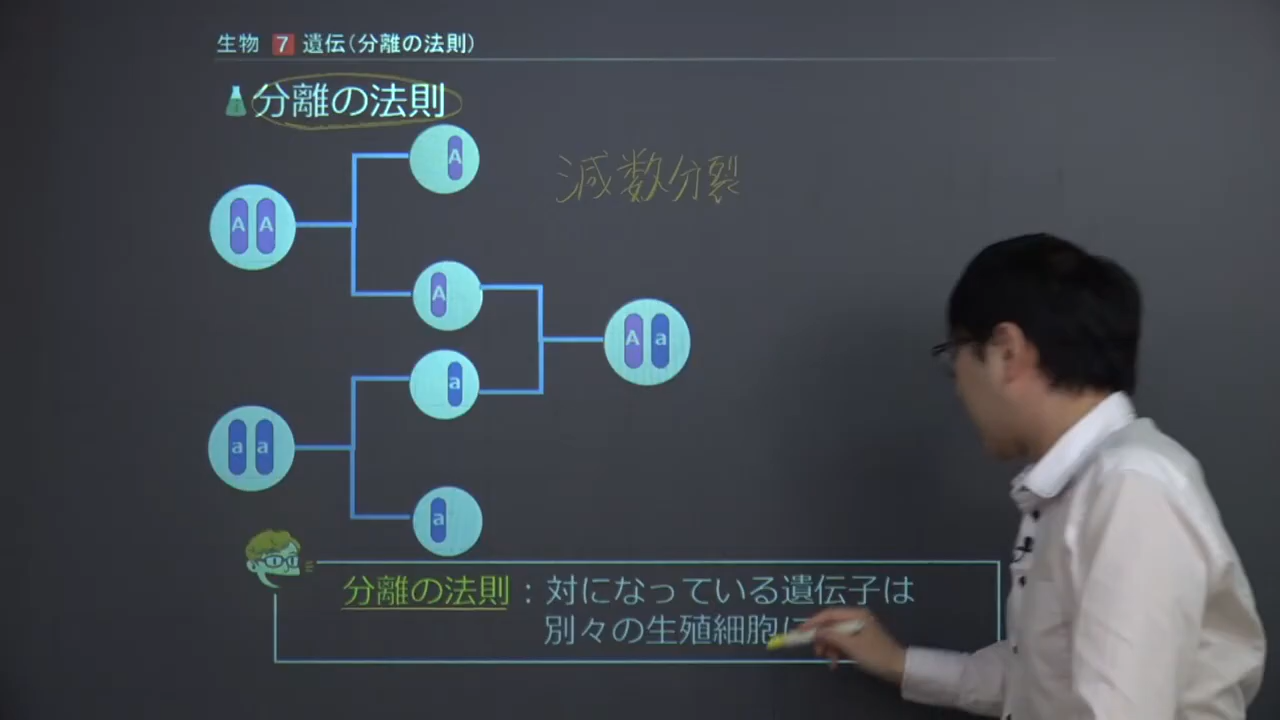 生物 7 遺伝(分離の法則)
分離の法則
A
減数分裂
A A
A
A a
a
a a
a
分離の法則:対になっている遺伝子は
別々の生殖細胞に